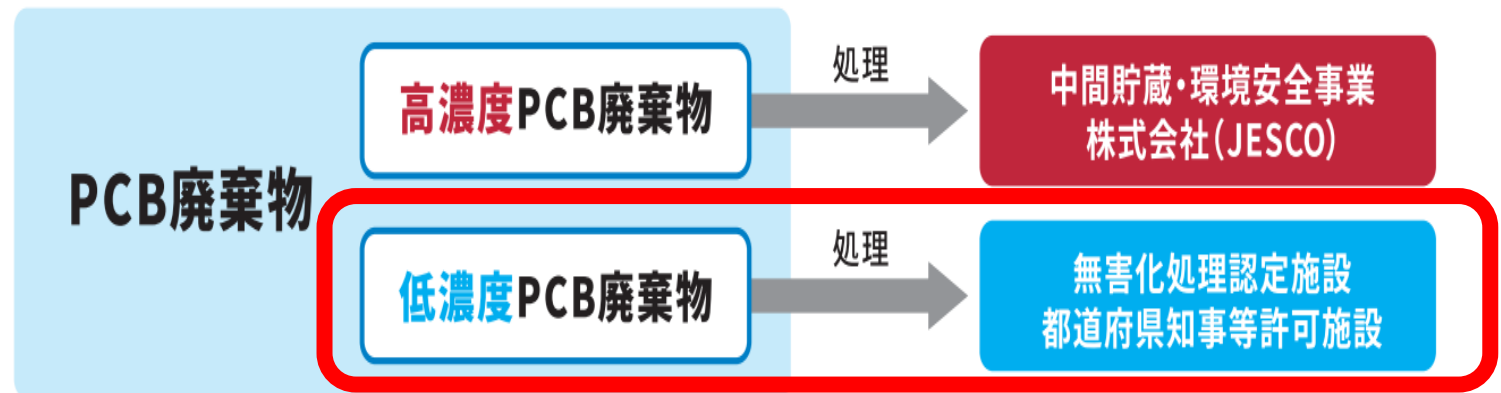 PCB廃棄物
高濃度PCB廃棄物
処理
中間貯蔵・環境安全事業
株式会社(JESCO)
低濃度PCB廃棄物
処理
無害化処理認定施設
都道府県知事等許可施設